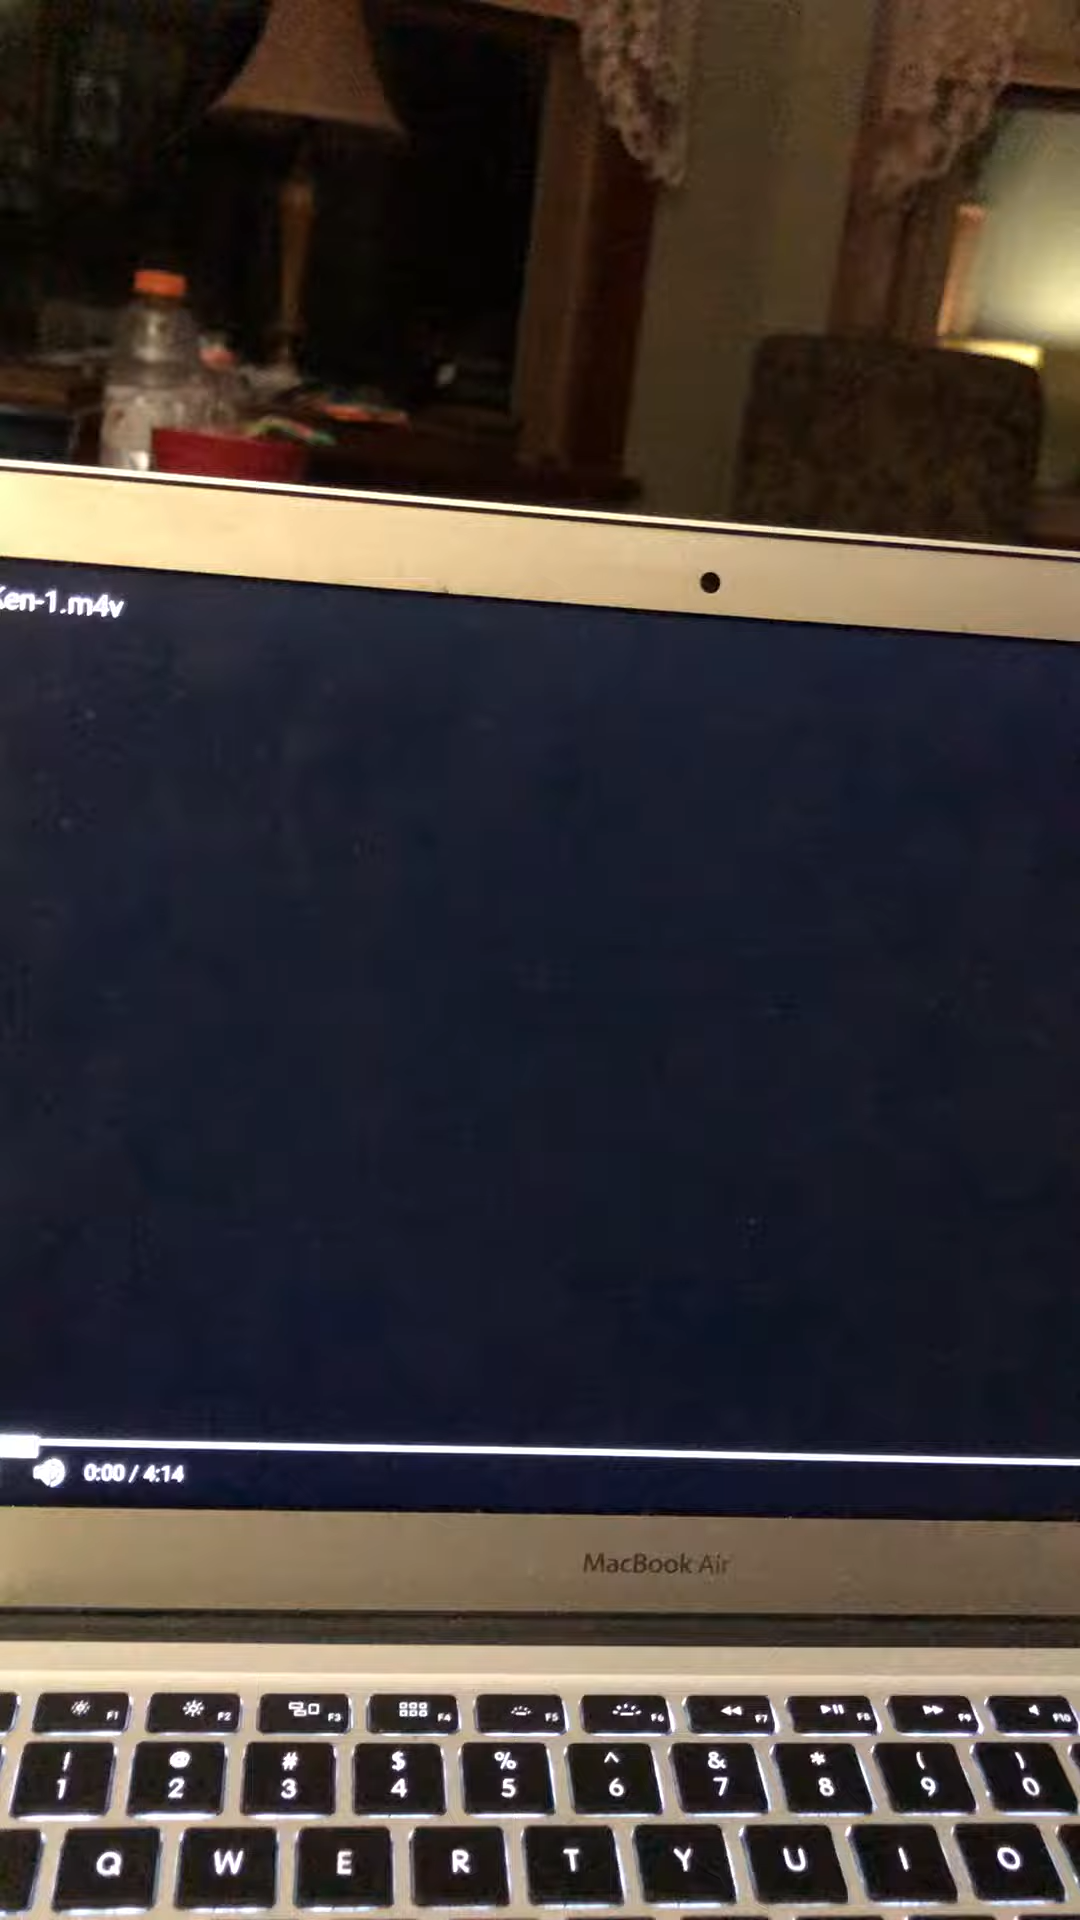 Ken-1.m4v
0:00 / 4:14
MacBook Air
F1 F2 F3 F4 F5 F6 F7 F8 F9 F10
! @ # $ % ^ & * ( )
1 2 3 4 5 6 7 8 9 0
Q W E R T Y U I O